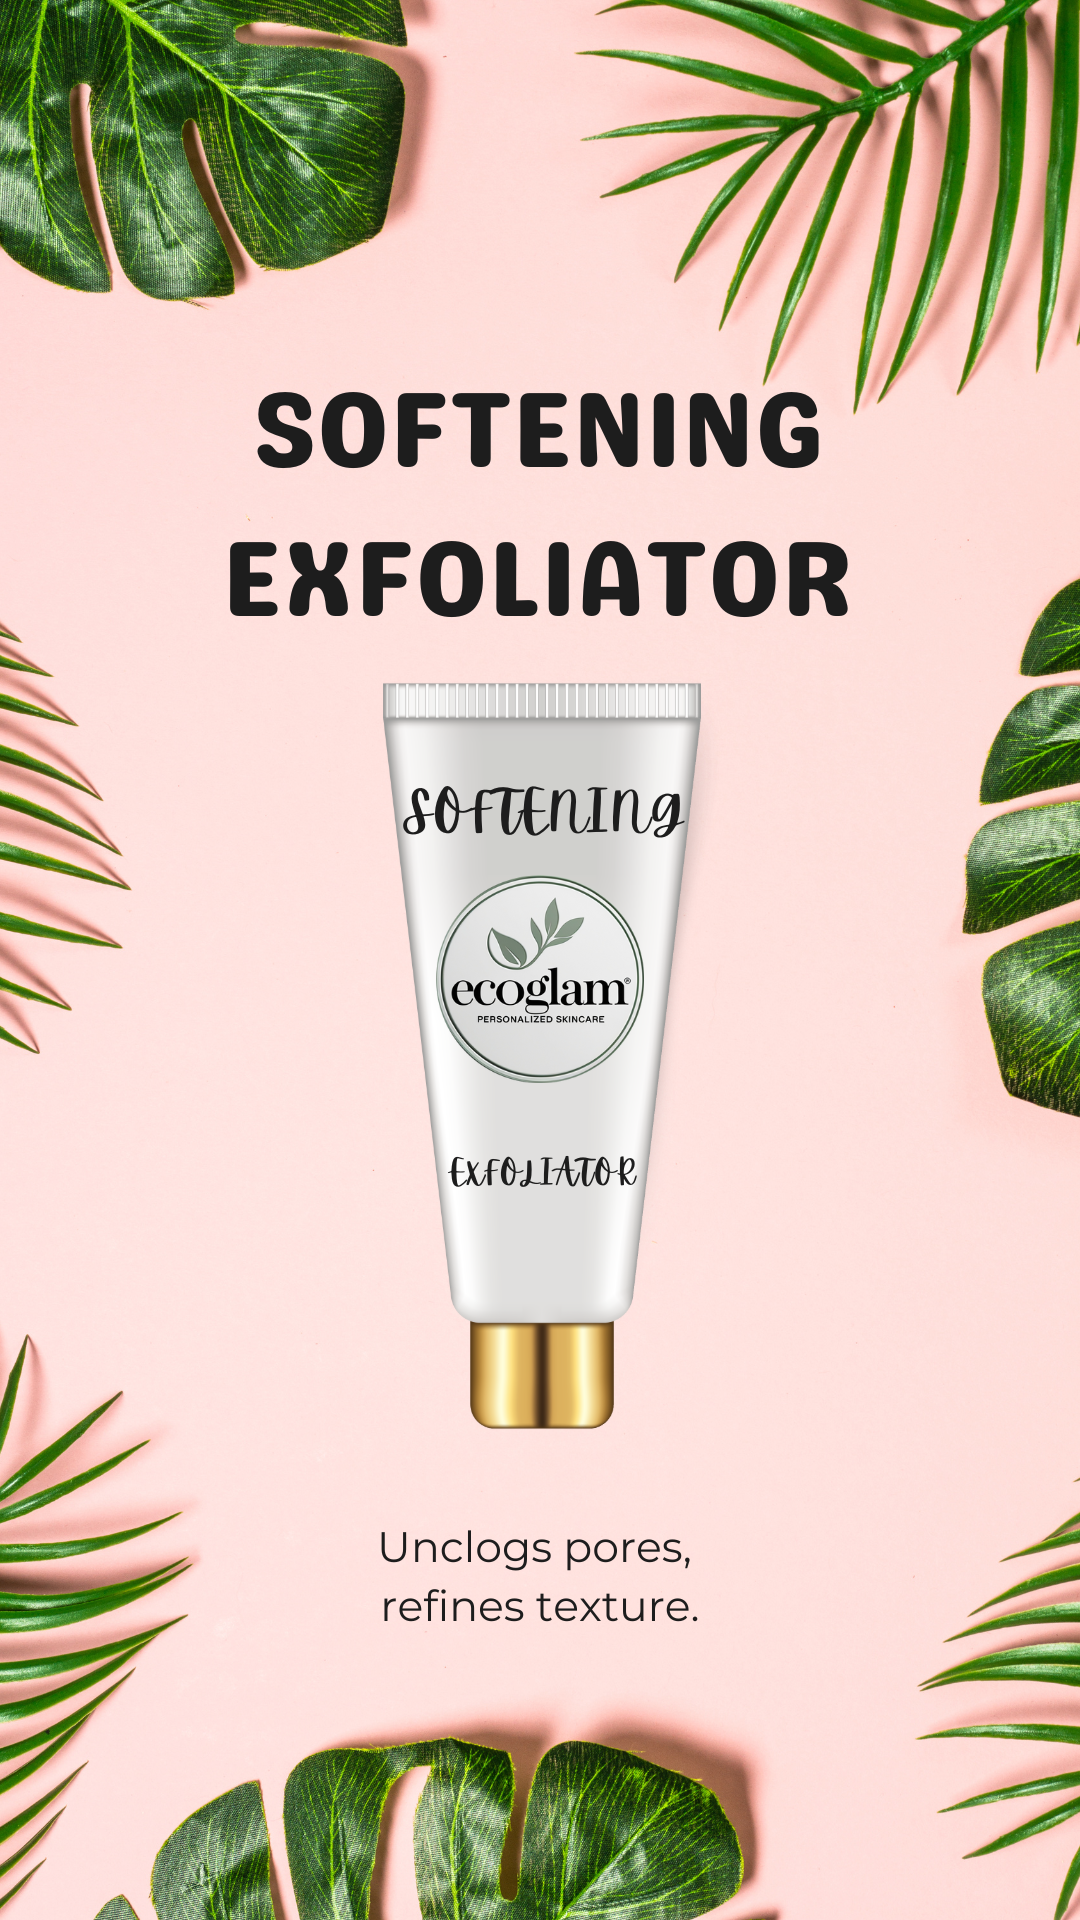 SOFTENING
EXFOLIATOR
SOFTENING
ecoglam®
PERSONALIZED SKINCARE
EXFOLIATOR
Unclogs pores,
refines texture.